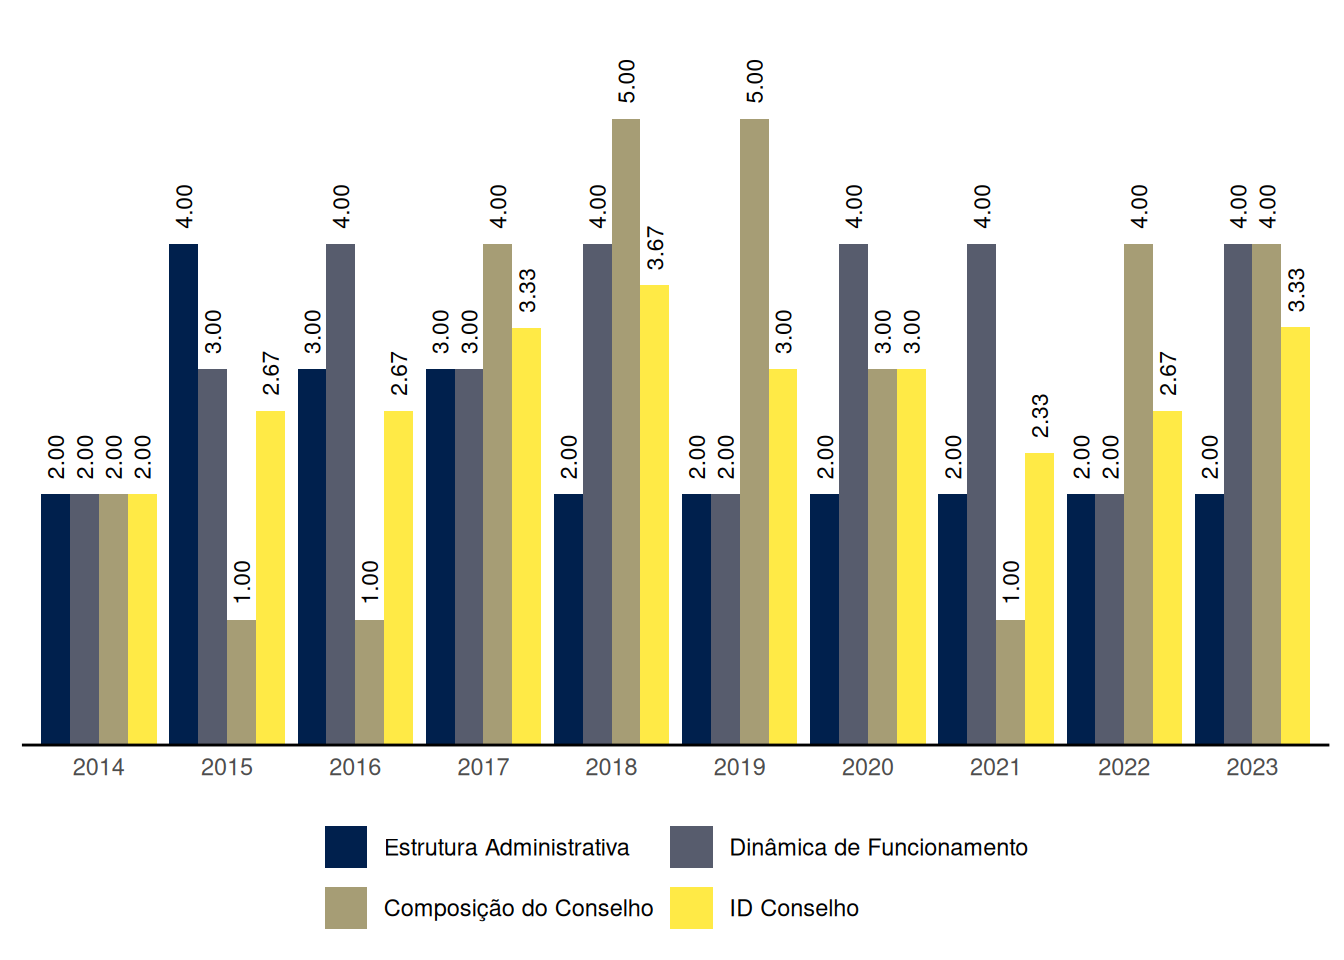 2.00 2.00 2.00 2.00
4.00 3.00 1.00 2.67
3.00 4.00 1.00 2.67
3.00 3.00 4.00 3.33
2.00 4.00 5.00 3.67
2.00 2.00 5.00 3.00
2.00 4.00 3.00 3.00
2.00 4.00 1.00 2.33
2.00 2.00 4.00 2.67
2.00 4.00 4.00 3.33
2014 2015 2016 2017 2018 2019 2020 2021 2022 2023
Estrutura Administrativa Dinâmica de Funcionamento
Composição do Conselho ID Conselho